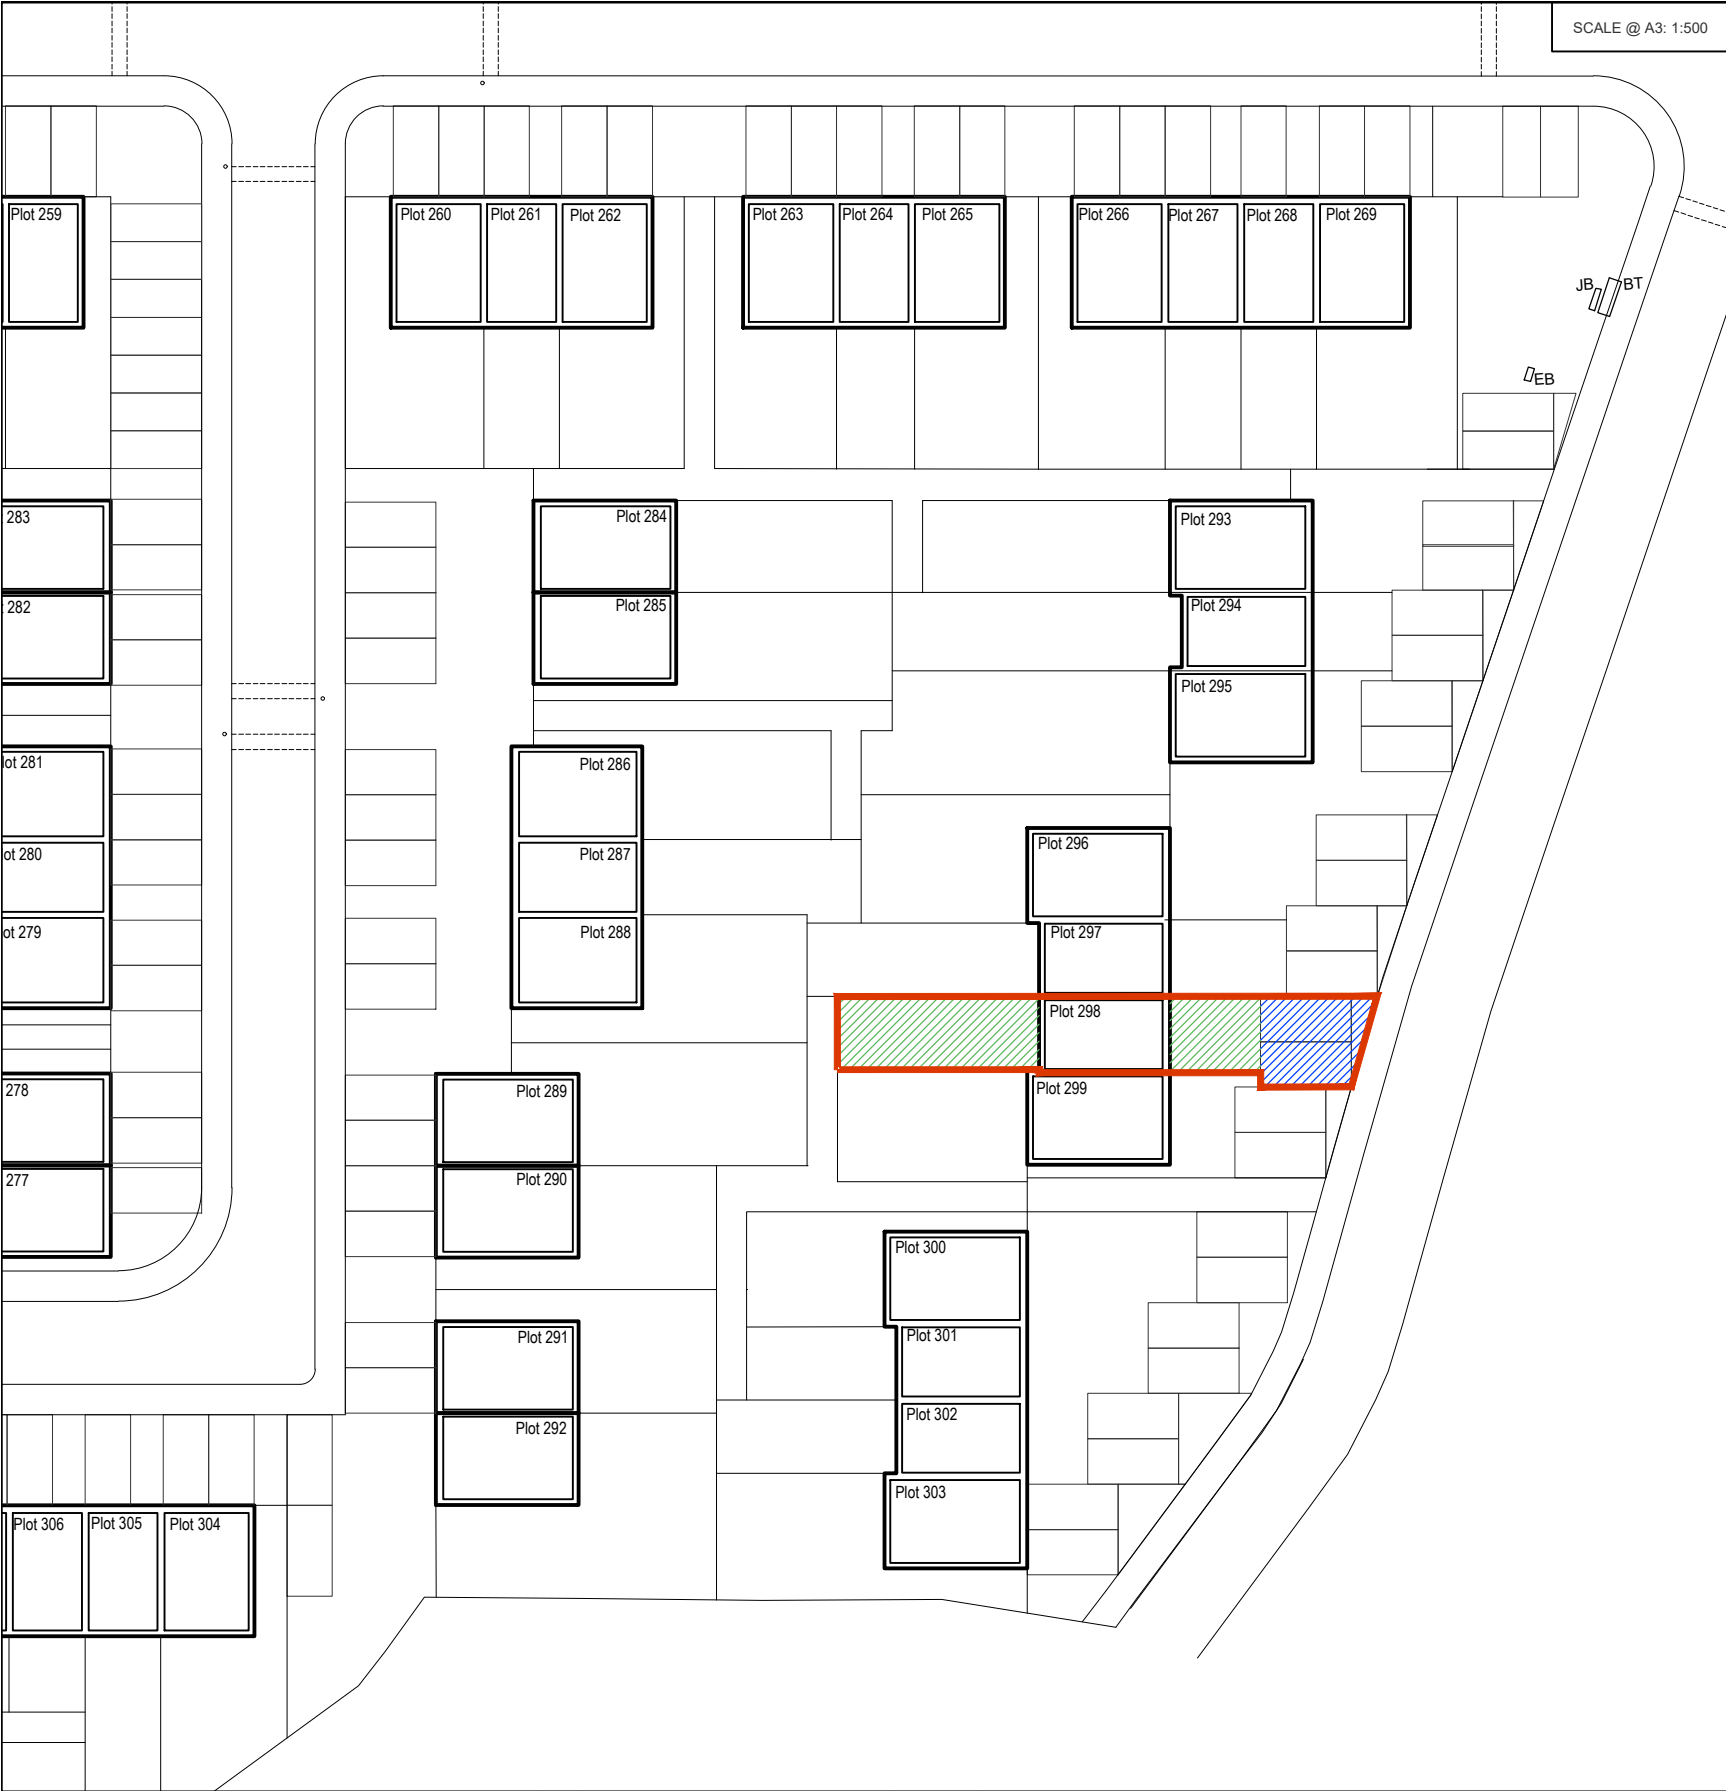 SCALE @ A3: 1:500
Plot 259
Plot 260
Plot 261
Plot 262
Plot 263
Plot 264
Plot 265
Plot 266
Plot 267
Plot 268
Plot 269
JB
BT
EB
283
Plot 284
Plot 293
282
Plot 285
Plot 294
Plot 295
lot 281
Plot 286
ot 280
Plot 287
Plot 296
ot 279
Plot 288
Plot 297
Plot 298
278
Plot 289
Plot 299
277
Plot 290
Plot 300
Plot 291
Plot 301
Plot 292
Plot 302
Plot 303
Plot 306
Plot 305
Plot 304